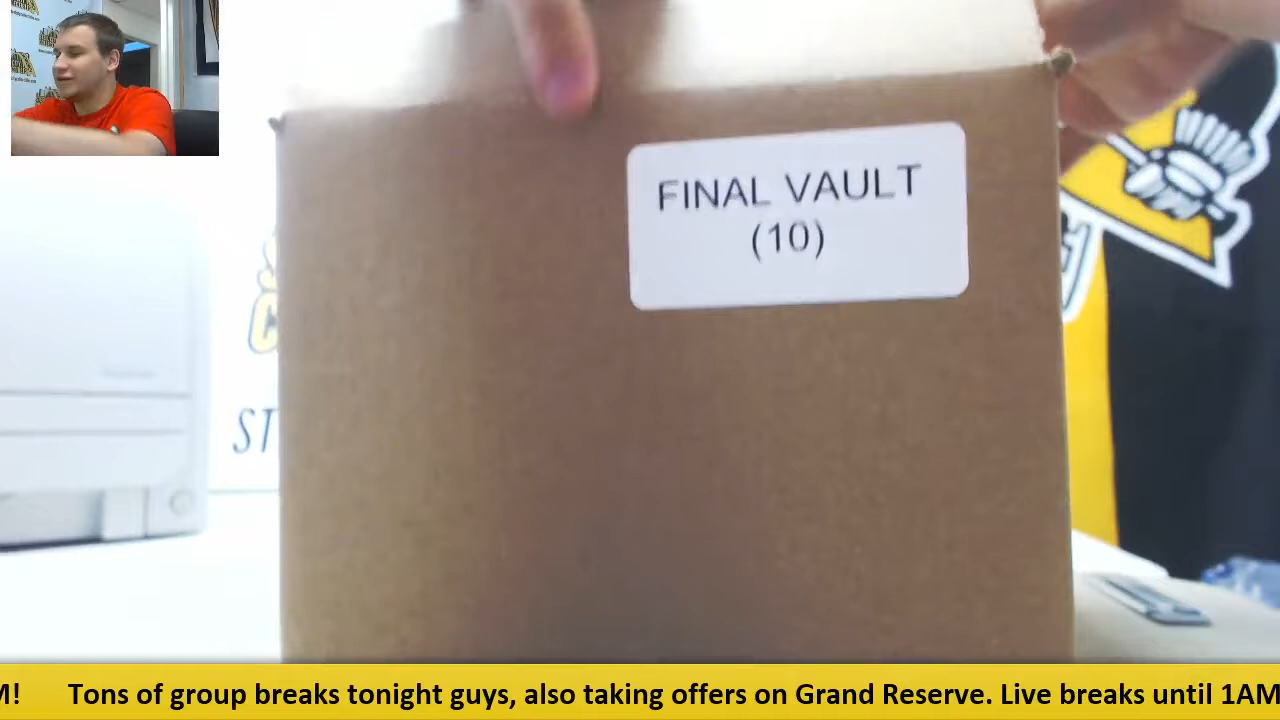 FINAL VAULT
(10)
ST
M! Tons of group breaks tonight guys, also taking offers on Grand Reserve. Live breaks until 1AM